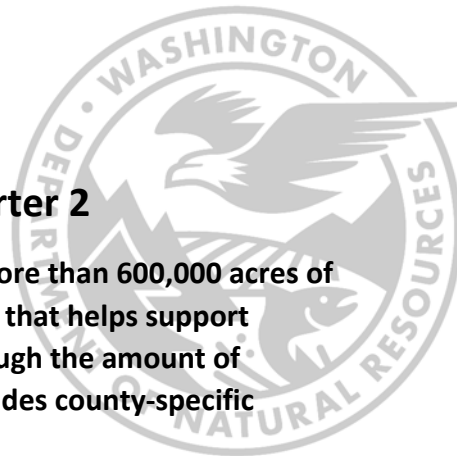 WASHINGTON
DEPARTMENT OF NATURAL RESOURCES
rter 2
ore than 600,000 acres of
that helps support
ugh the amount of
des county-specific